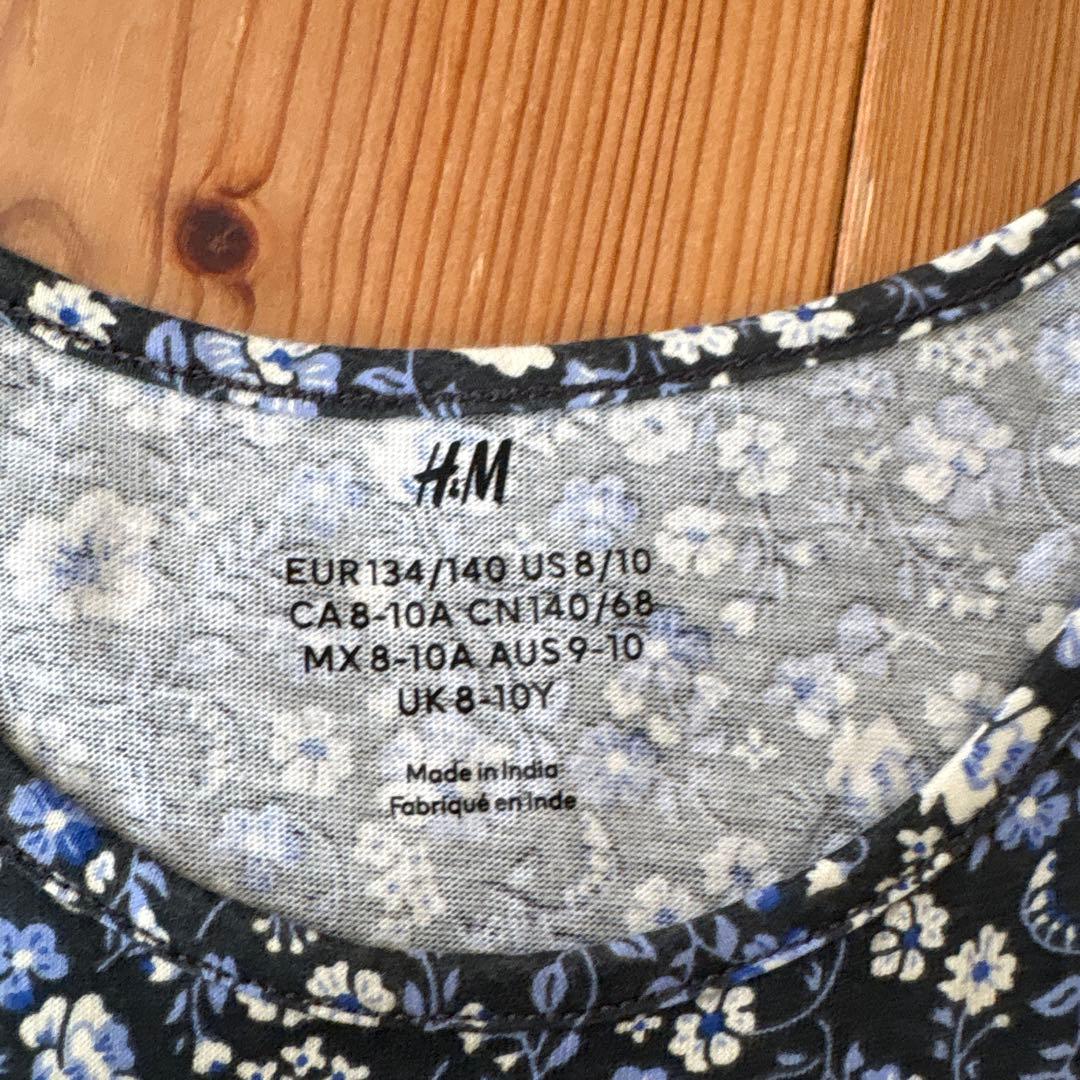 H&M
EUR 134/140 US 8/10
CA 8-10A CN 140/68
MX 8-10A AUS 9-10
UK 8-10Y
Made in India
Fabriqué en Inde